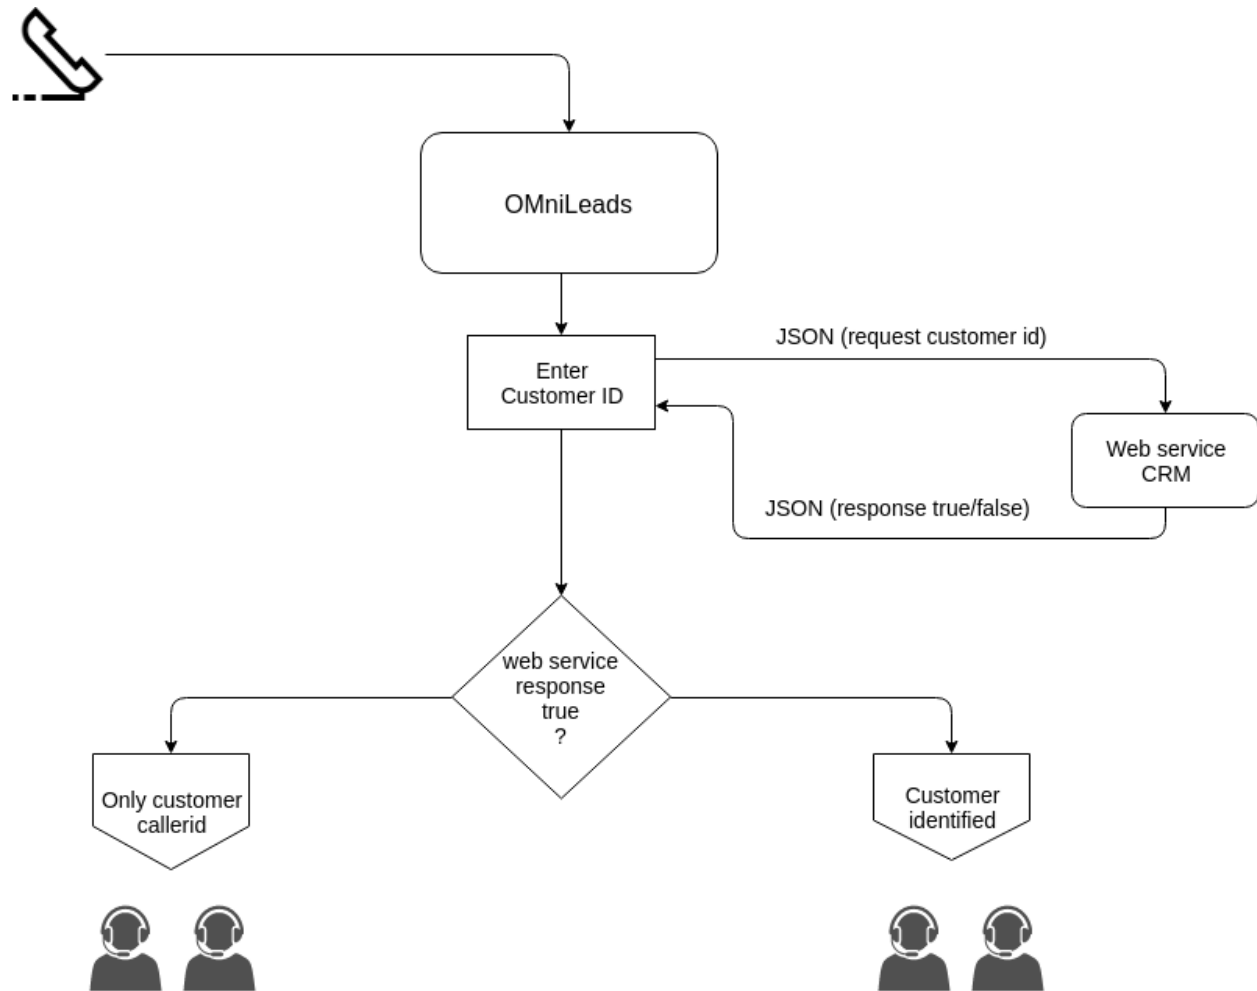 OMniLeads
Enter
Customer ID
JSON (request customer id)
Web service
CRM
JSON (response true/false)
web service
response
true
?
Only customer
callerid
Customer
identified